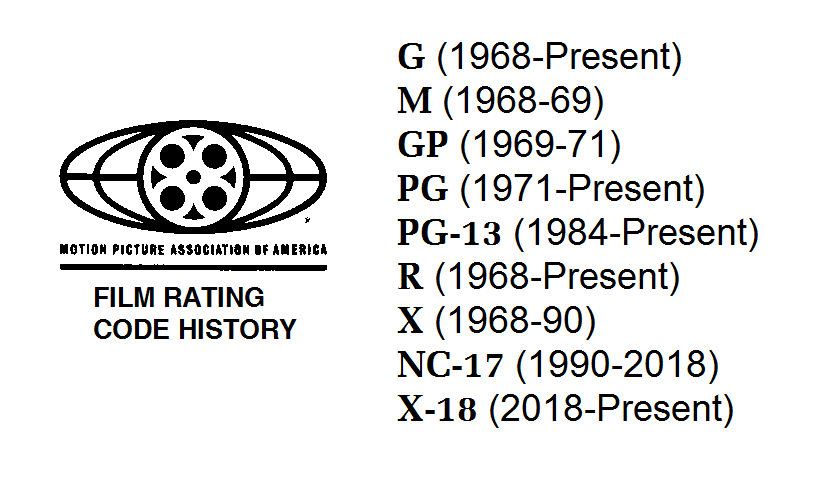 MOTION PICTURE ASSOCIATION OF AMERICA
FILM RATING
CODE HISTORY
G (1968-Present)
M (1968-69)
GP (1969-71)
PG (1971-Present)
PG-13 (1984-Present)
R (1968-Present)
X (1968-90)
NC-17 (1990-2018)
X-18 (2018-Present)